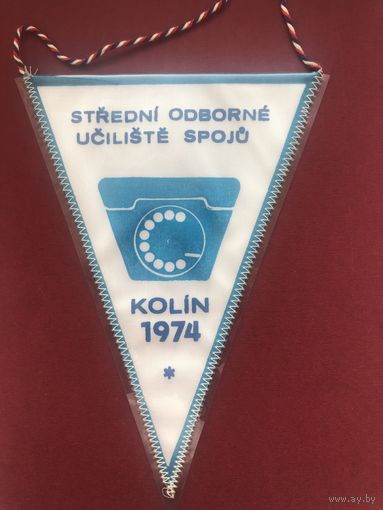 STŘEDNÍ ODBORNÉ
UČILIŠTĚ SPOJŮ
KOLÍN
1974
*
www.ay.by